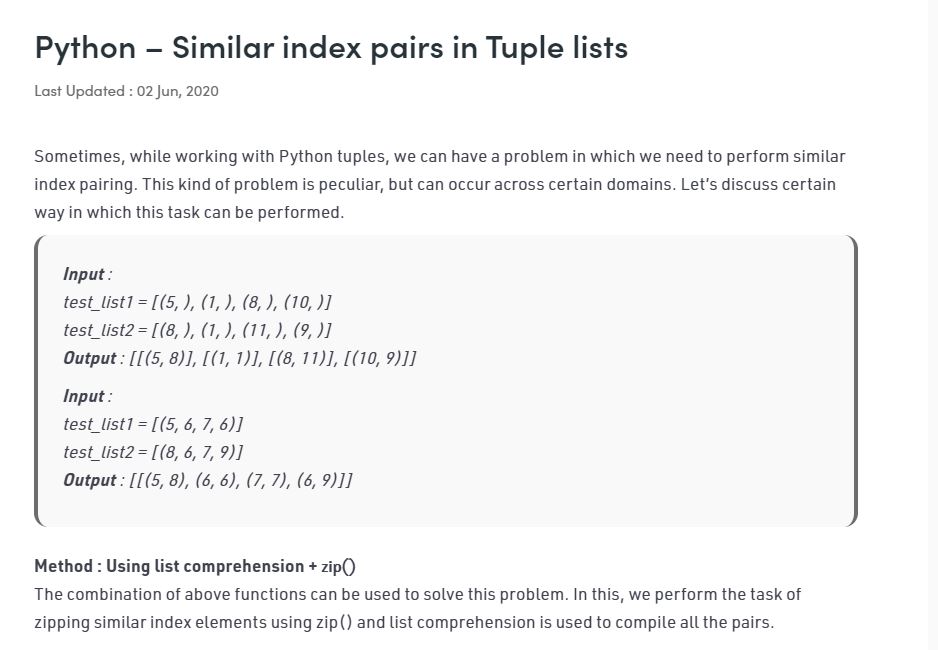 Python – Similar index pairs in Tuple lists
Last Updated : 02 Jun, 2020
Sometimes, while working with Python tuples, we can have a problem in which we need to perform similar
index pairing. This kind of problem is peculiar, but can occur across certain domains. Let's discuss certain
way in which this task can be performed.
Input :
test_list1 = [(5, ), (1, ), (8, ), (10, )]
test_list2 = [(8, ), (1, ), (11, ), (9, )]
Output : [[(5, 8)], [(1, 1)], [(8, 11)], [(10, 9)]]
Input :
test_list1 = [(5, 6, 7, 6)]
test_list2 = [(8, 6, 7, 9)]
Output : [[(5, 8), (6, 6), (7, 7), (6, 9)]]
Method : Using list comprehension + zip()
The combination of above functions can be used to solve this problem. In this, we perform the task of
zipping similar index elements using zip() and list comprehension is used to compile all the pairs.